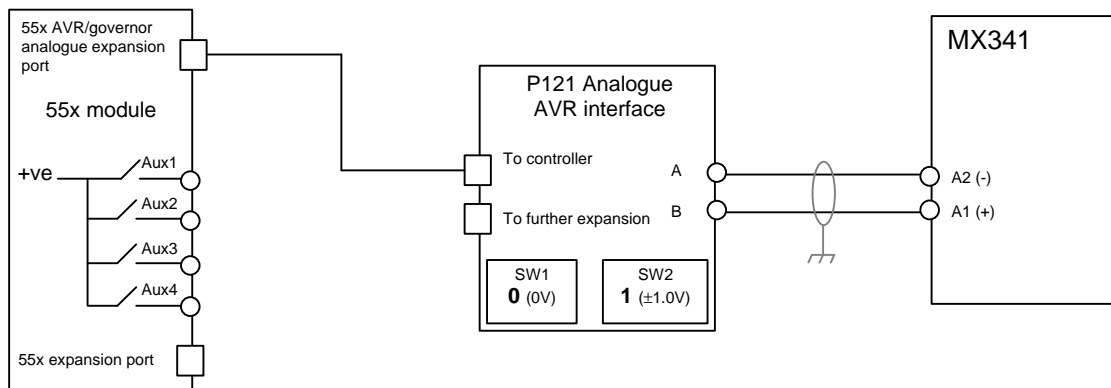 55x AVR/governor
analogue expansion
port
55x module
+ve
Aux1
Aux2
Aux3
Aux4
55x expansion port
P121 Analogue
AVR interface
To controller
A
To further expansion
B
SW1
0 (0V)
SW2
1 (±1.0V)
MX341
A2 (-)
A1 (+)